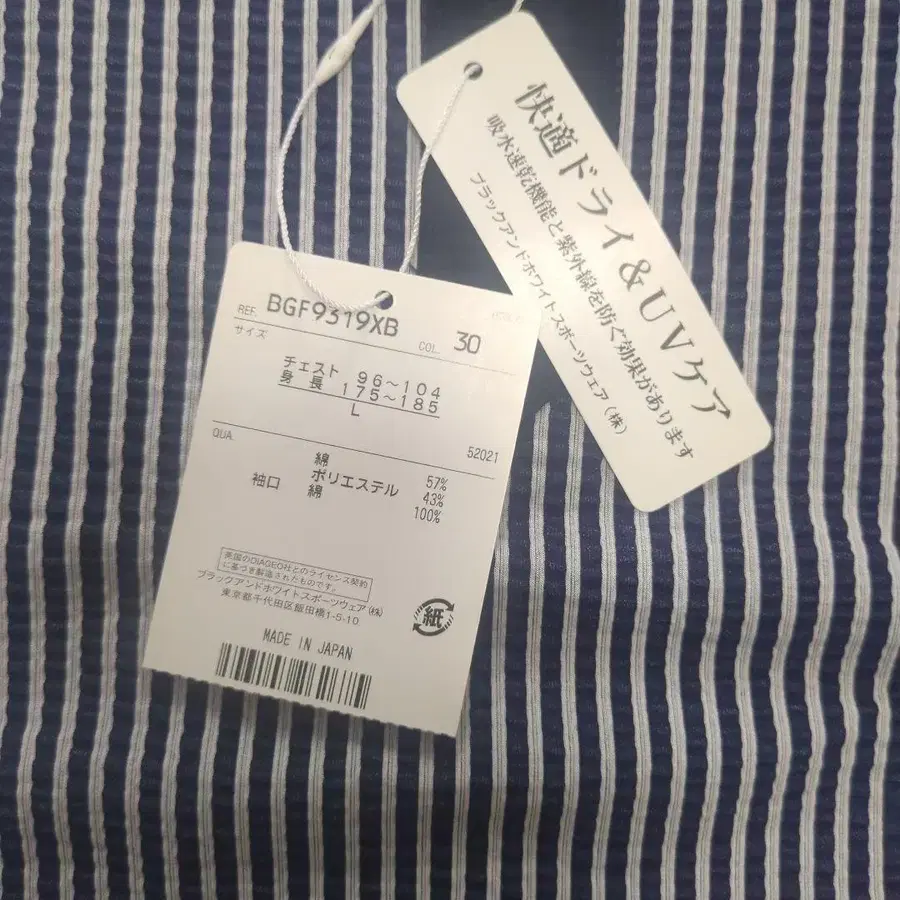 快適ドライ&UVケア
吸水速乾機能と紫外線を防ぐ効果があります
ブラックアンドホワイトスポーツウェア(株)
REF. BGF9319XB COL. 30
サイズ
チェスト 96~104
身長 175~185
L
QUA. 52021
綿 57%
ポリエステル 43%
袖口 綿 100%
英国のDIAGEO社とのライセンス契約
に基づき製造されたものです。
ブラックアンドホワイトスポーツウェア(株)
東京都千代田区飯田橋1-5-10
紙
MADE IN JAPAN